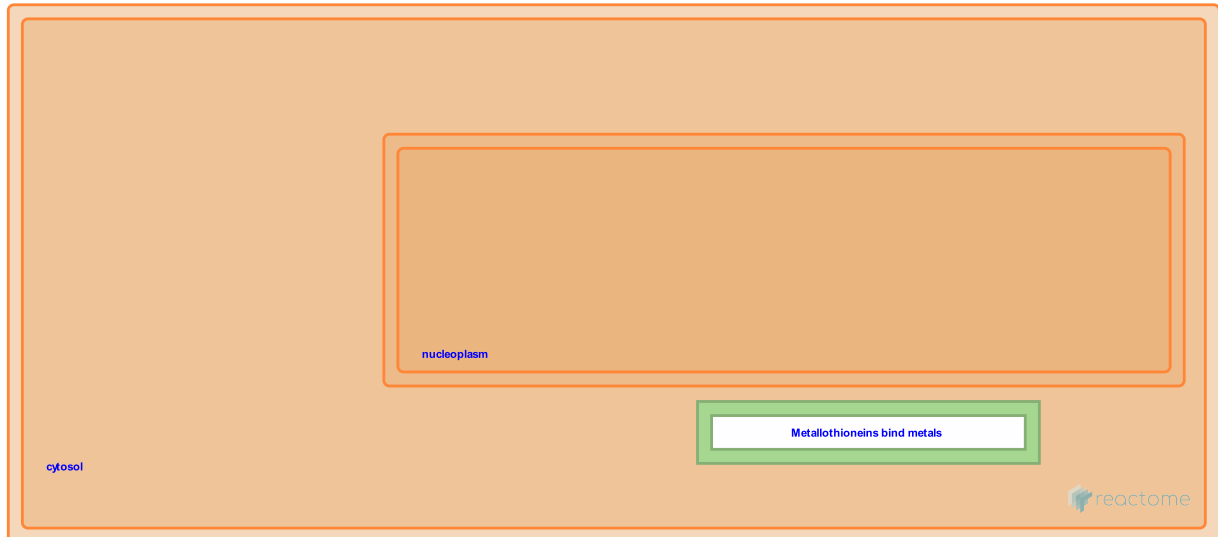 nucleoplasm
Metallothioneins bind metals
cytosol
reactome